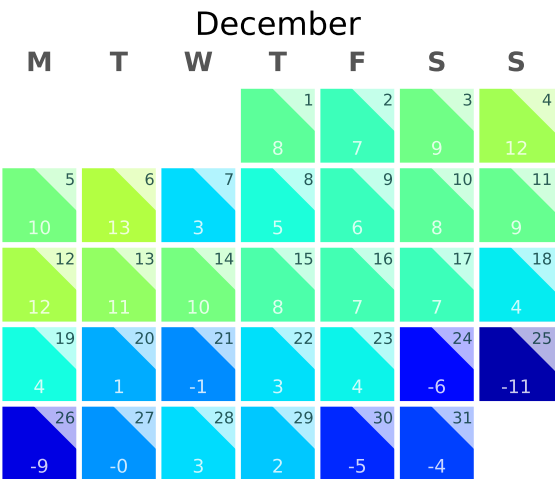 December
M T W T F S S
1 2 3 4
8 7 9 12
5 6 7 8 9 10 11
10 13 3 5 6 8 9
12 13 14 15 16 17 18
12 11 10 8 7 7 4
19 20 21 22 23 24 25
4 1 -1 3 4 -6 -11
26 27 28 29 30 31
-9 -0 3 2 -5 -4